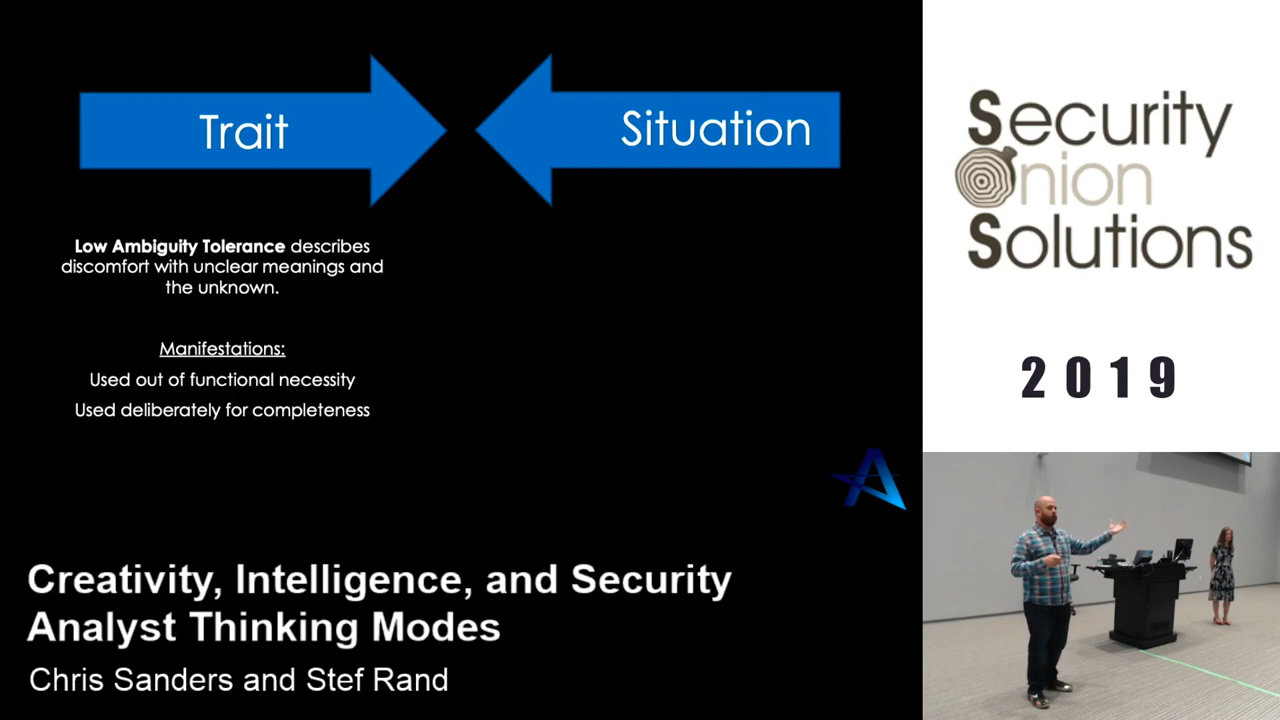 Trait
Situation
Low Ambiguity Tolerance describes
discomfort with unclear meanings and
the unknown.
Manifestations:
Used out of functional necessity
Used deliberately for completeness
Creativity, Intelligence, and Security
Analyst Thinking Modes
Chris Sanders and Stef Rand
Security
Onion
Solutions
2019